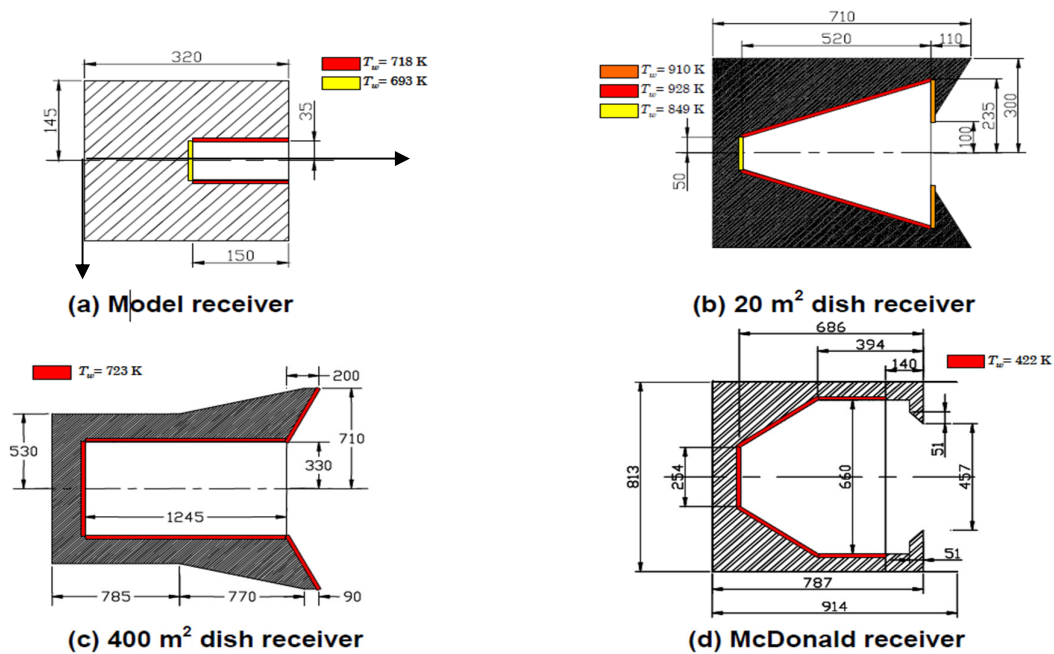 320
T_w = 718 K
T_w = 693 K
145
35
150
(a) Model receiver
710
520
110
T_w = 910 K
T_w = 928 K
T_w = 849 K
50
100
235
300
(b) 20 m² dish receiver
T_w = 723 K
200
530
330
710
1245
785
770
90
(c) 400 m² dish receiver
686
394
140
T_w = 422 K
813
254
660
51
457
51
787
914
(d) McDonald receiver